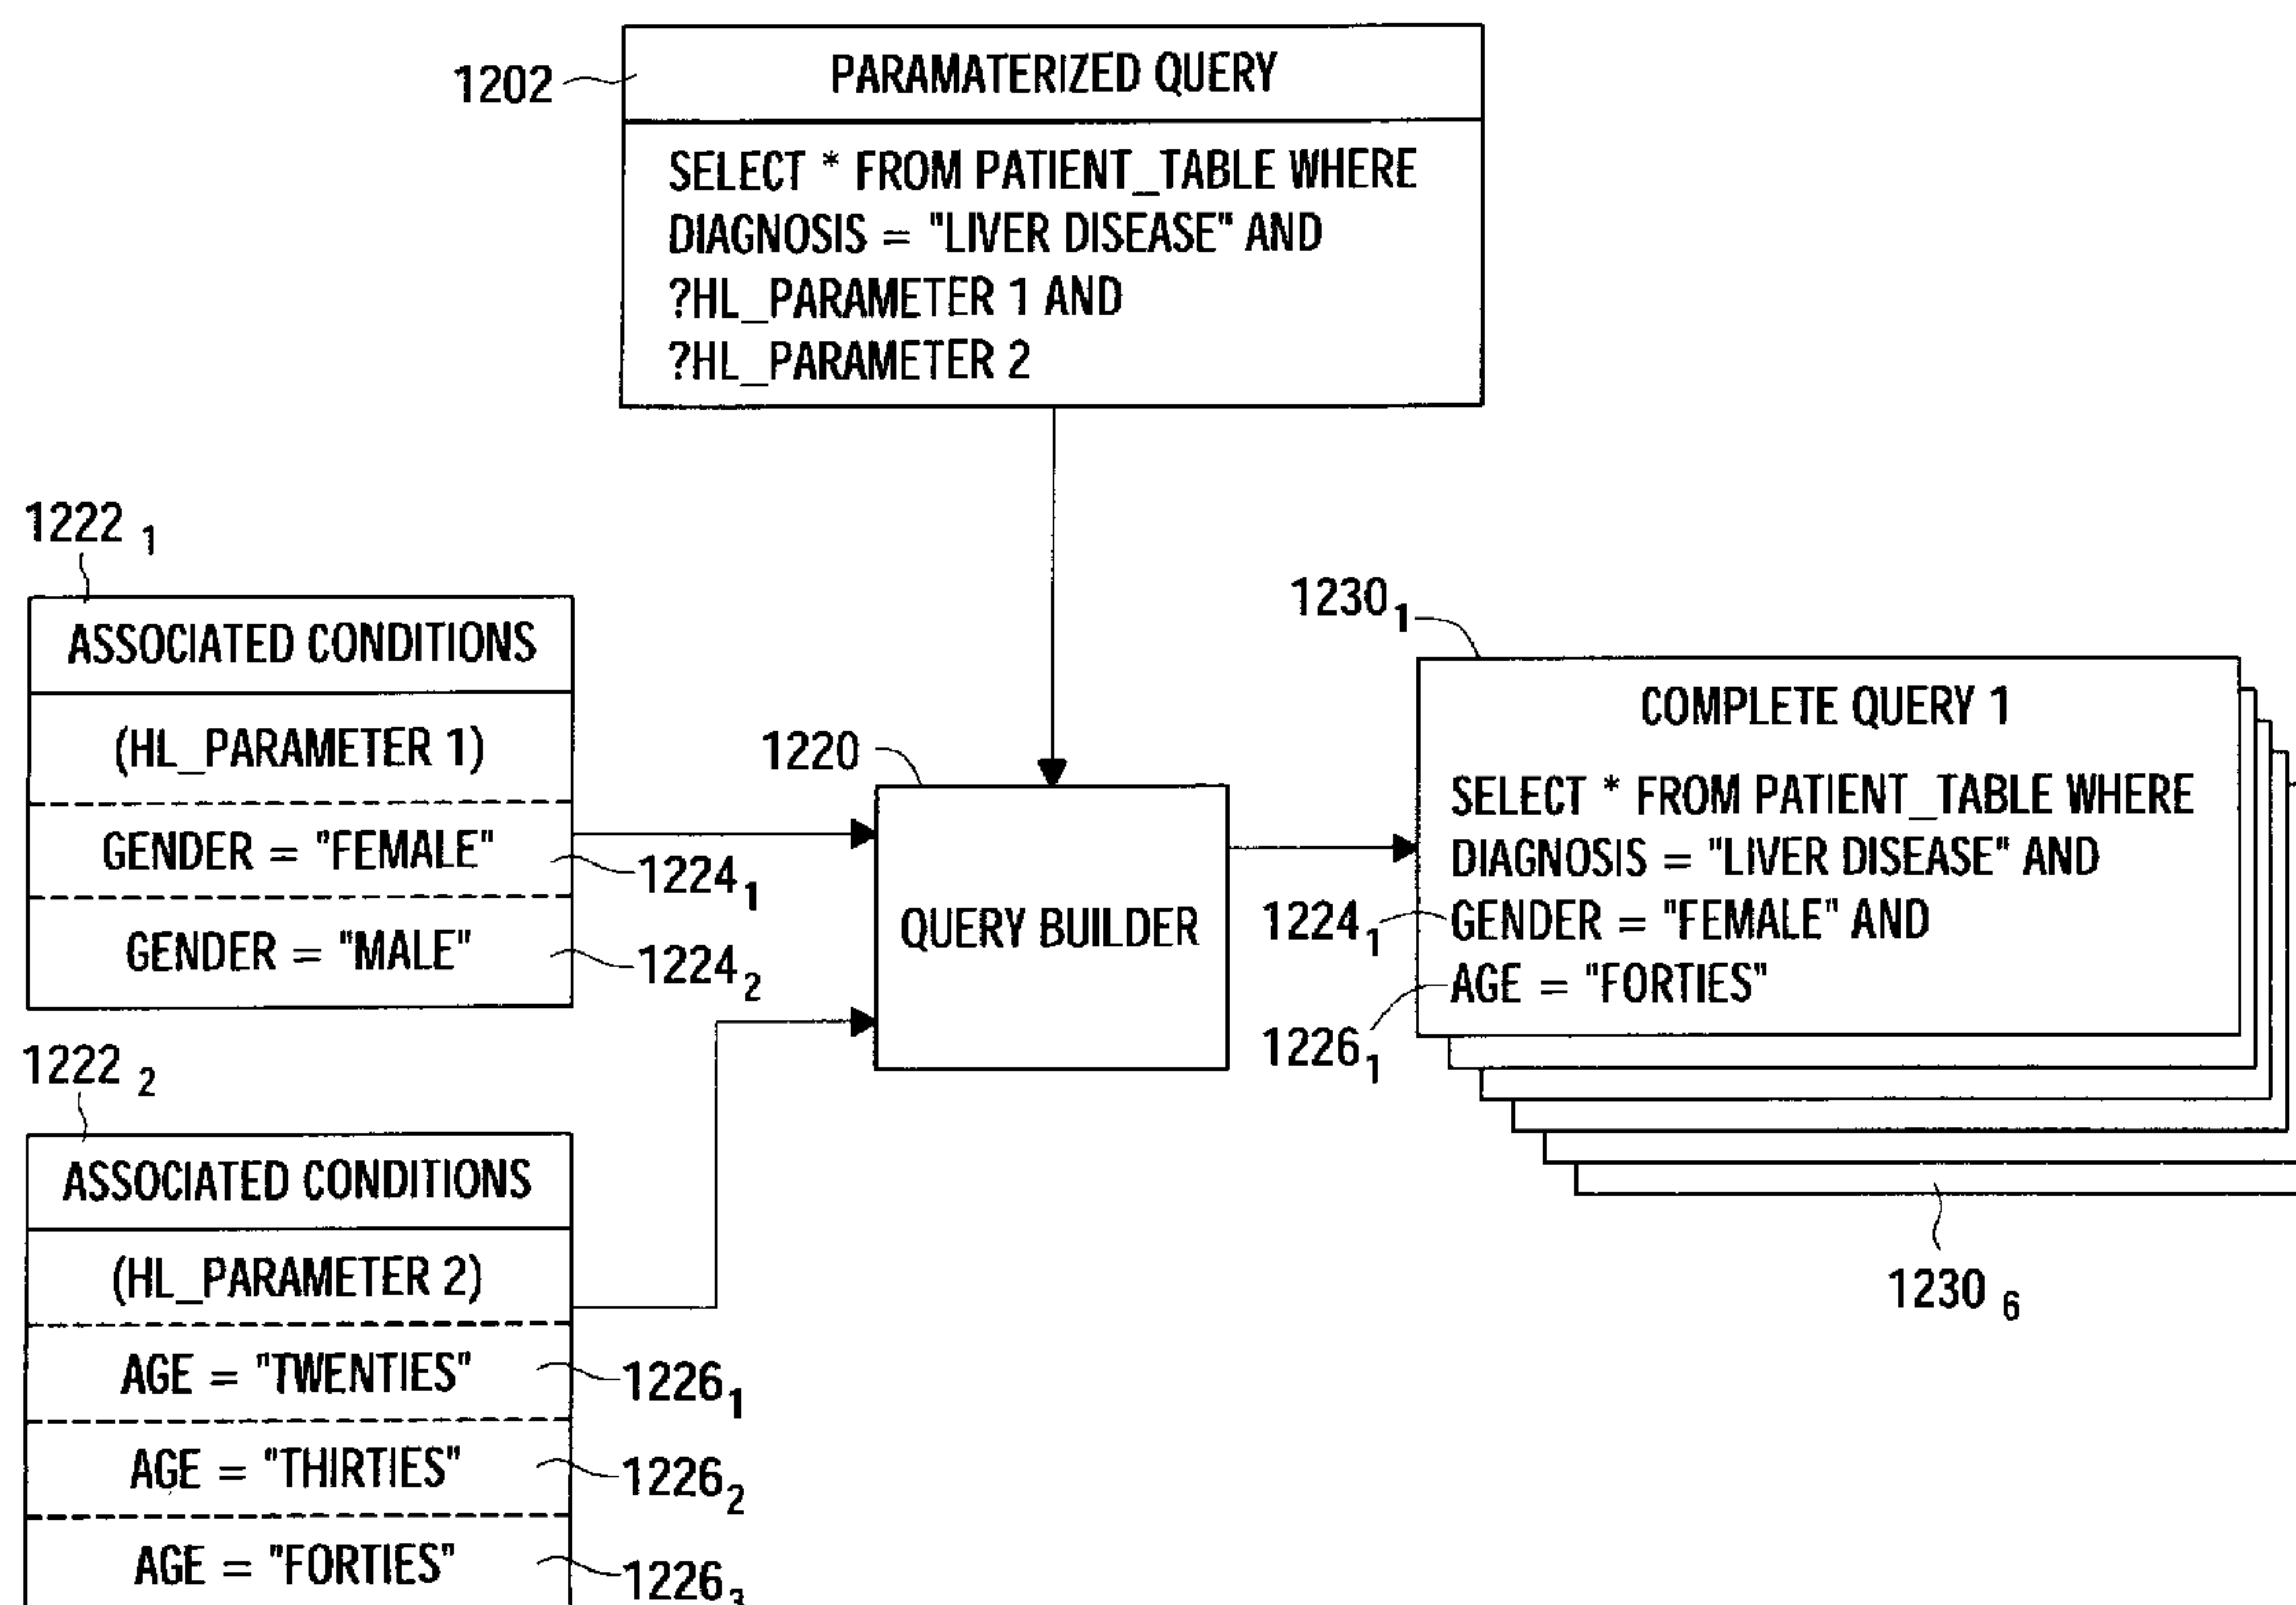 1202
PARAMATERIZED QUERY
SELECT * FROM PATIENT_TABLE WHERE
DIAGNOSIS = "LIVER DISEASE" AND
?HL_PARAMETER 1 AND
?HL_PARAMETER 2
1222 1
ASSOCIATED CONDITIONS
(HL_PARAMETER 1)
GENDER = "FEMALE"
1224 1
GENDER = "MALE"
1224 2
1222 2
ASSOCIATED CONDITIONS
(HL_PARAMETER 2)
AGE = "TWENTIES"
1226 1
AGE = "THIRTIES"
1226 2
AGE = "FORTIES"
1226 3
1220
QUERY BUILDER
1230 1
COMPLETE QUERY 1
SELECT * FROM PATIENT_TABLE WHERE
DIAGNOSIS = "LIVER DISEASE" AND
1224 1
GENDER = "FEMALE" AND
AGE = "FORTIES"
1226 1
1230 6